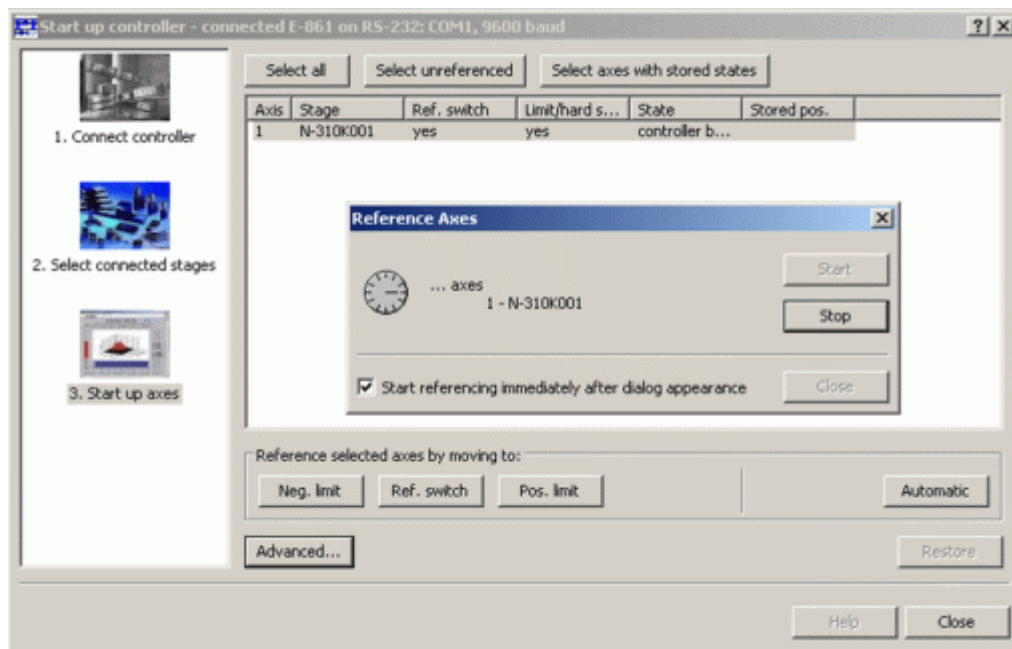 Start up controller - connected E-861 on RS-232: COM1, 9600 baud
1. Connect controller
2. Select connected stages
3. Start up axes
Select all Select unreferenced Select axes with stored states
Axis Stage Ref. switch Limit/hard s... State Stored pos.
1 N-310K001 yes yes controller b...
Reference Axes
... axes
1 - N-310K001
Start
Stop
Start referencing immediately after dialog appearance
Close
Reference selected axes by moving to:
Neg. limit Ref. switch Pos. limit Automatic
Advanced... Restore
Help Close